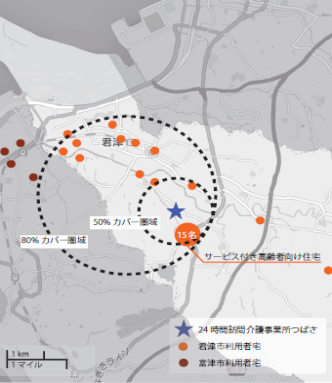 君津
50% カバー圏域
15名
80% カバー圏域
サービス付き高齢者向け住宅
24 時間訪問介護事業所つばさ
君津市利用者宅
富津市利用者宅
1 km
1 マイル